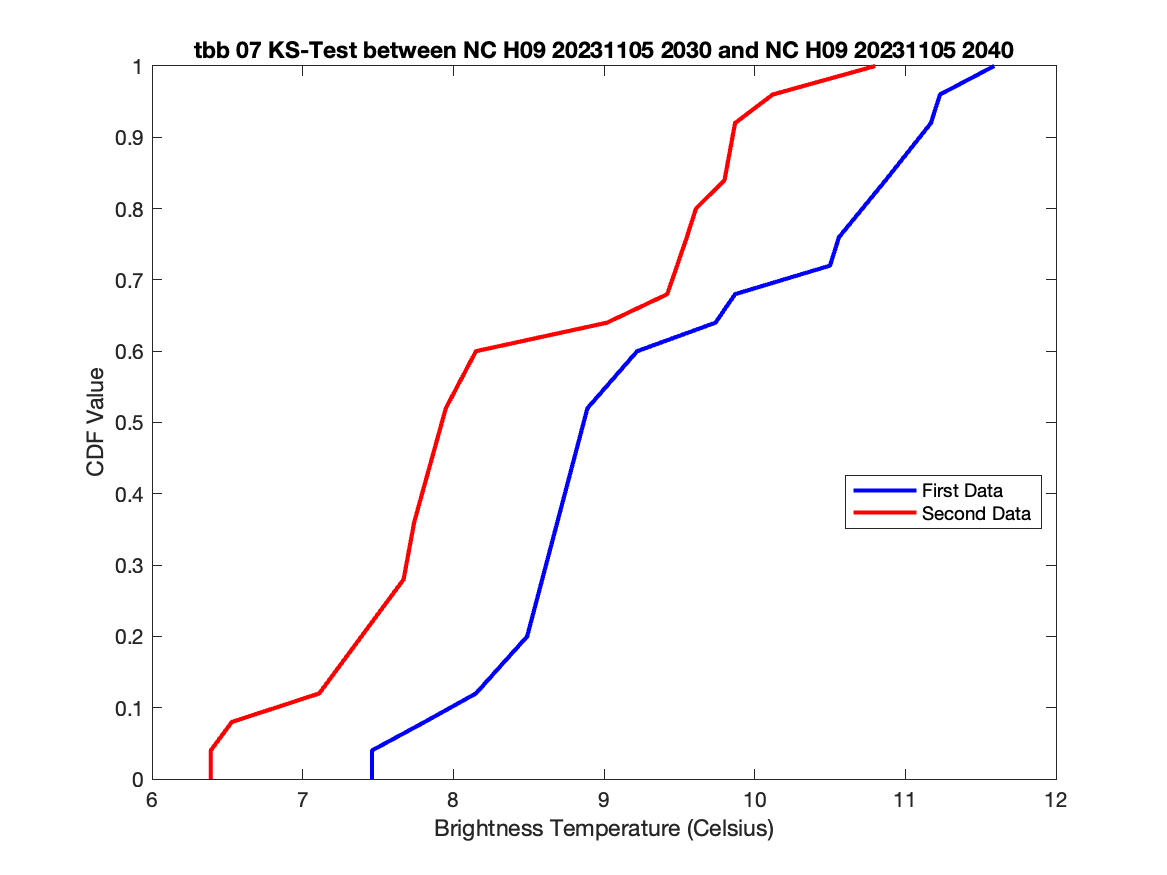 tbb 07 KS-Test between NC H09 20231105 2030 and NC H09 20231105 2040
1
0.9
0.8
0.7
0.6
0.5
0.4
0.3
0.2
0.1
0
CDF Value
First Data
Second Data
6 7 8 9 10 11 12
Brightness Temperature (Celsius)